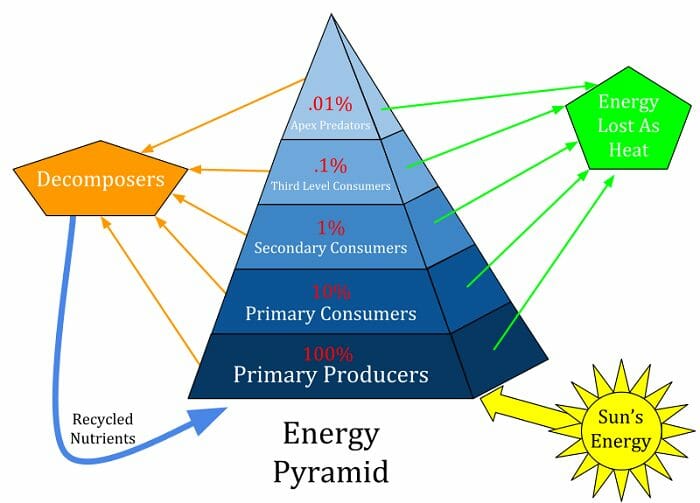 .01%
Apex Predators
.1%
Third Level Consumers
1%
Secondary Consumers
10%
Primary Consumers
100%
Primary Producers
Decomposers
Energy
Lost As
Heat
Recycled
Nutrients
Sun's
Energy
Energy
Pyramid